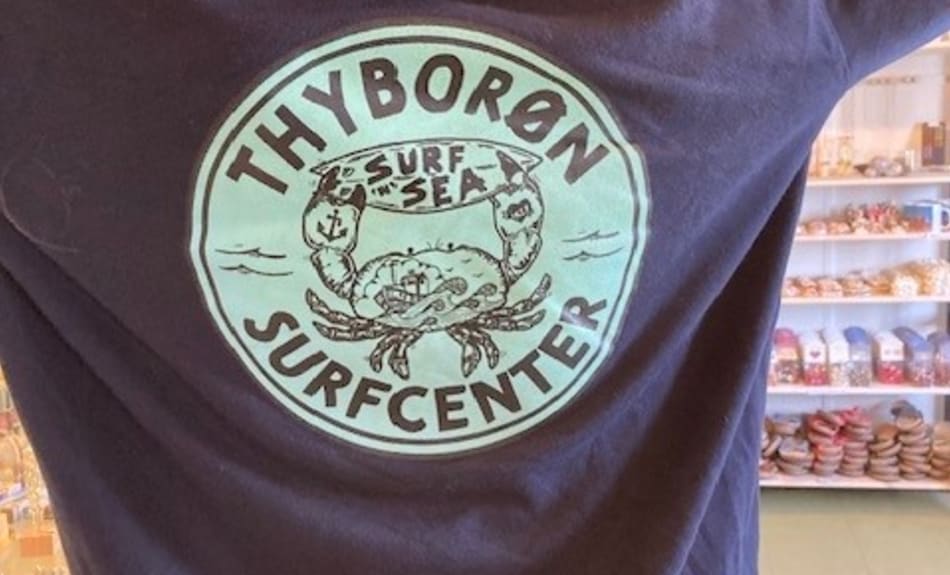 THYBORØN
SURF
'N'
SEA
SURFCENTER